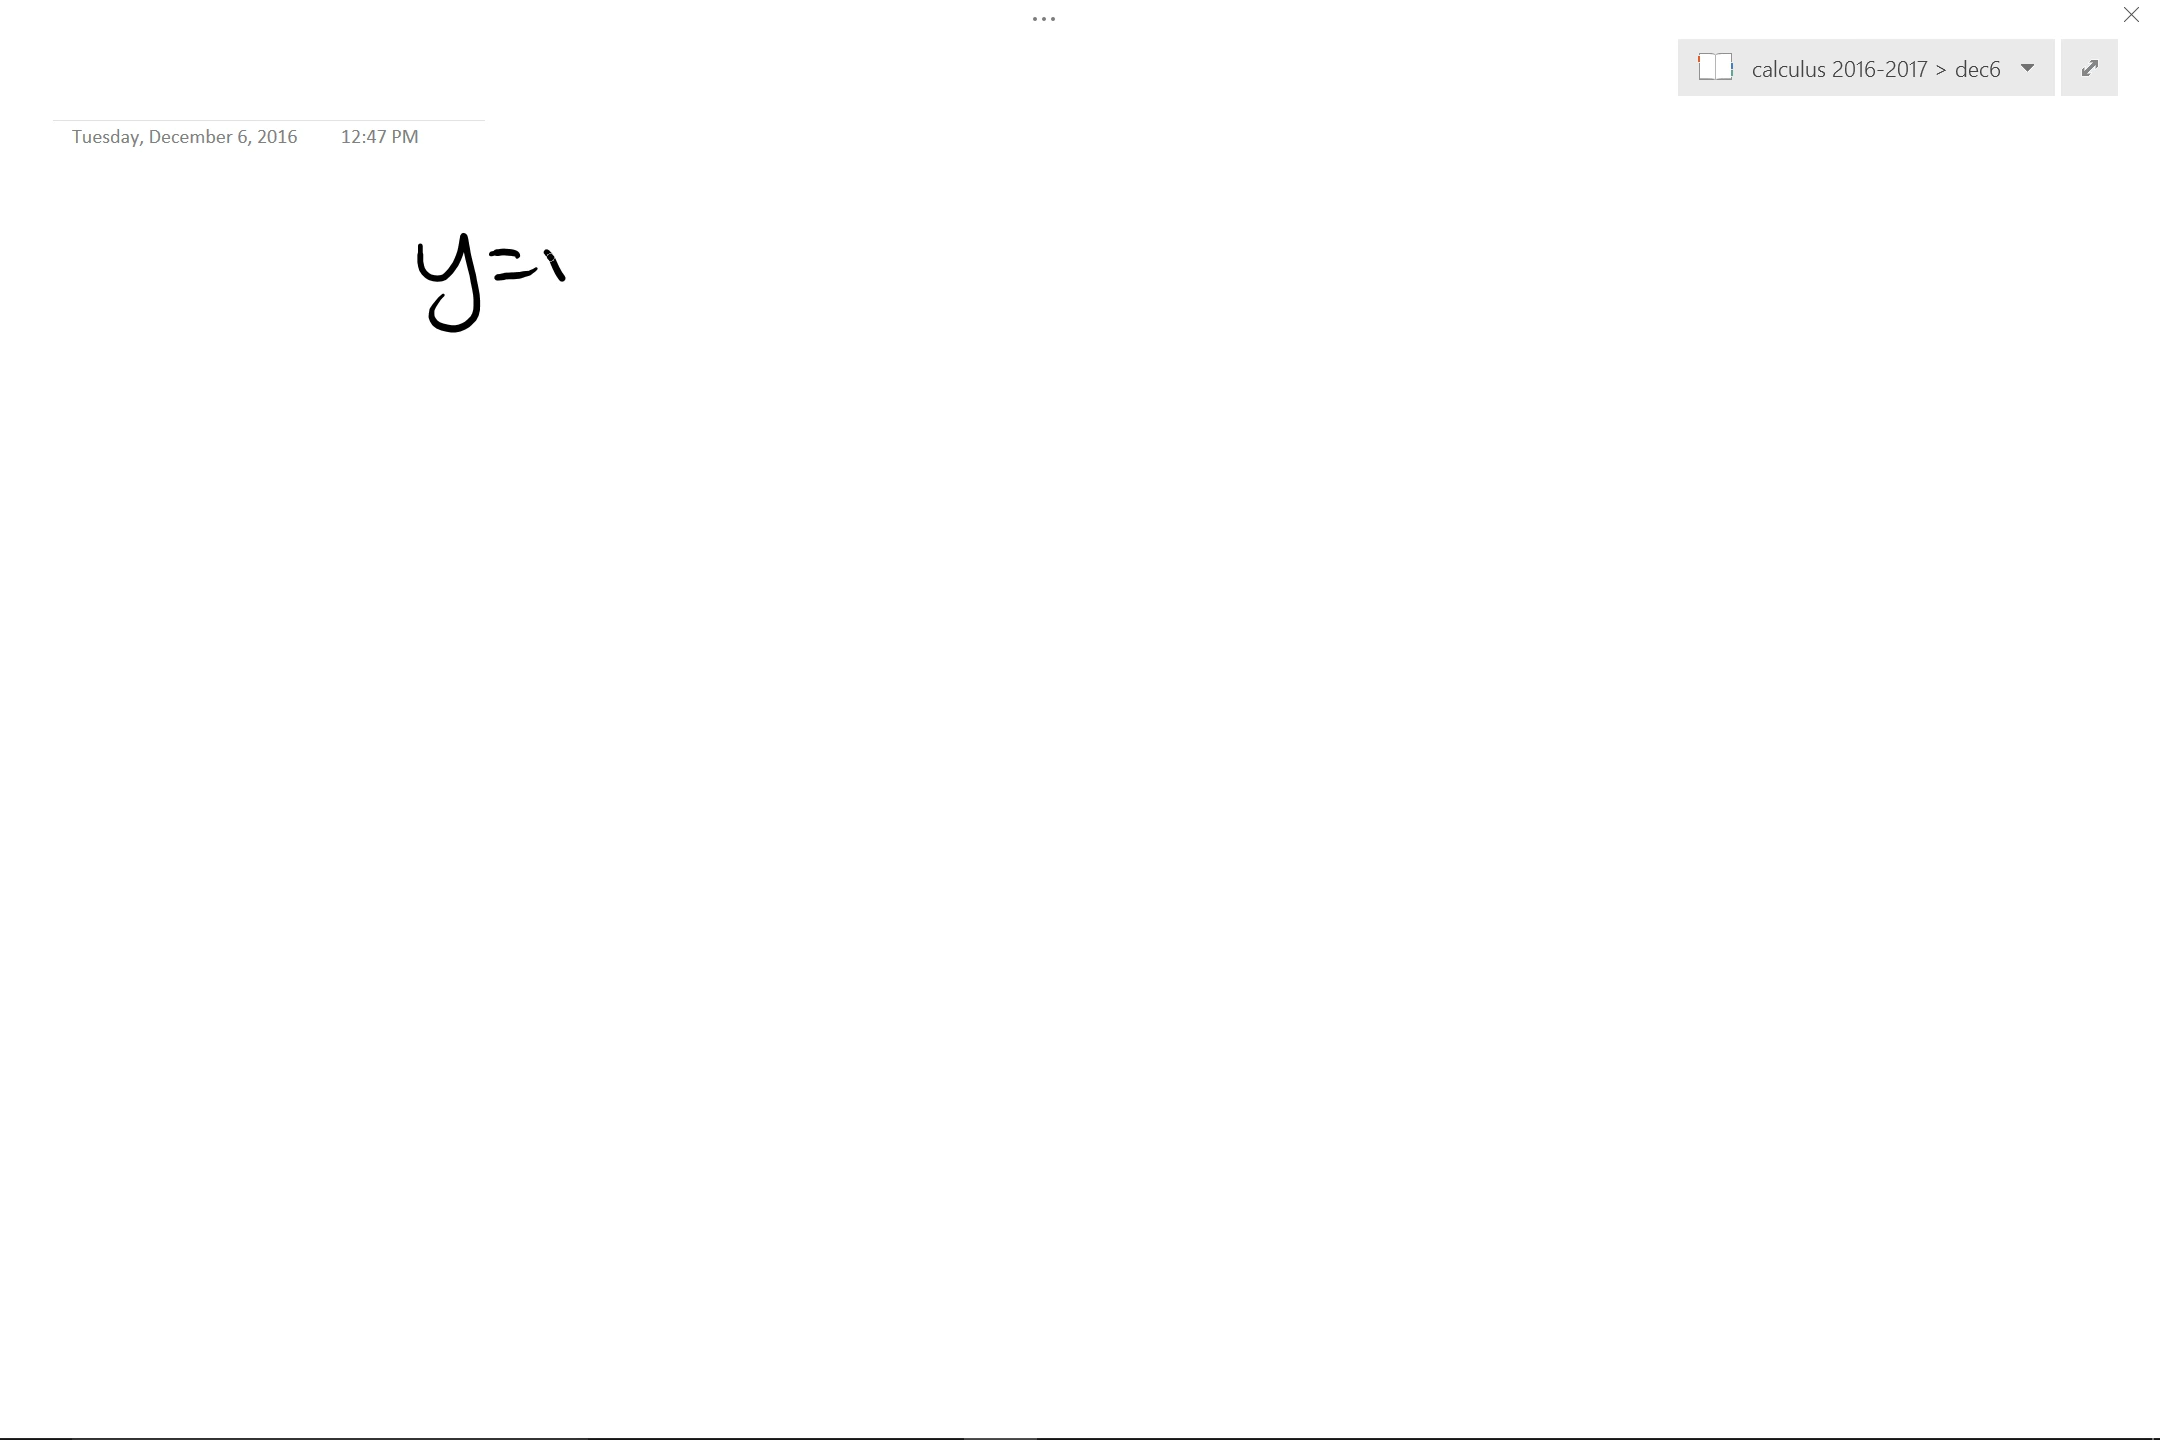 calculus 2016-2017 > dec6
Tuesday, December 6, 2016 12:47 PM
y=